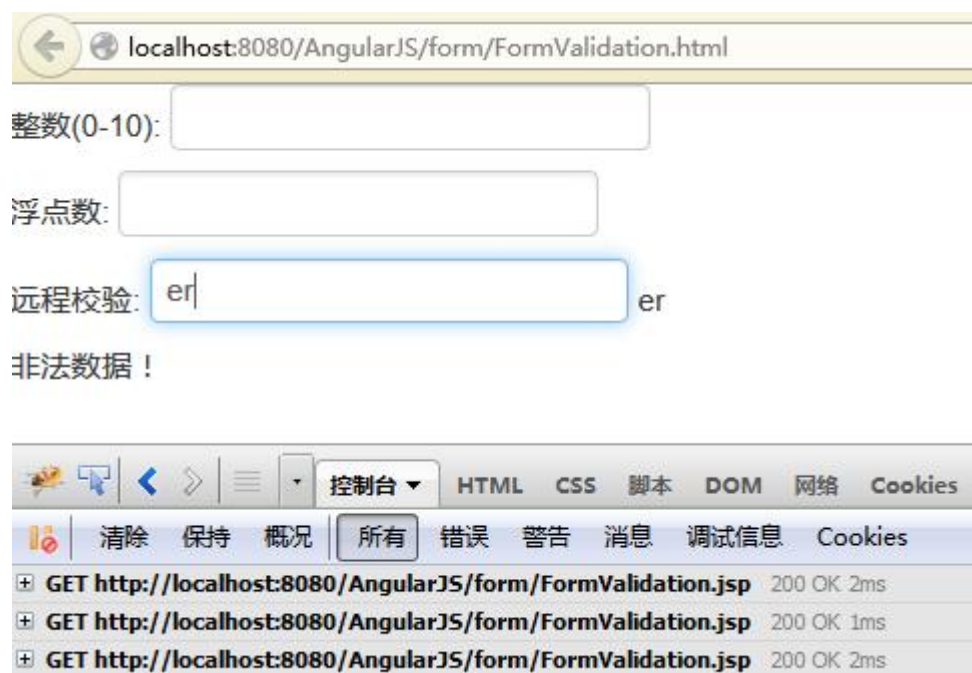 localhost:8080/AngularJS/form/FormValidation.html
整数(0-10):
浮点数:
远程校验: er er
非法数据！
控制台 HTML CSS 脚本 DOM 网络 Cookies
清除 保持 概况 所有 错误 警告 消息 调试信息 Cookies
GET http://localhost:8080/AngularJS/form/FormValidation.jsp 200 OK 2ms
GET http://localhost:8080/AngularJS/form/FormValidation.jsp 200 OK 1ms
GET http://localhost:8080/AngularJS/form/FormValidation.jsp 200 OK 2ms